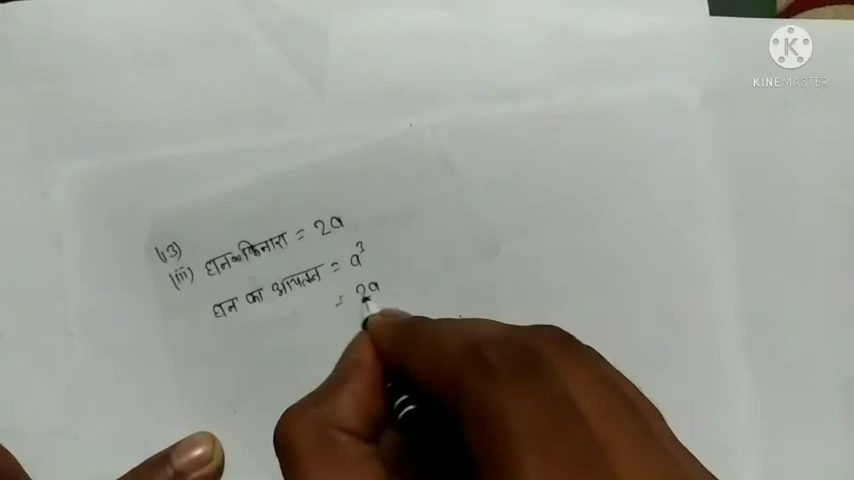 K
KINEMASTER
(13)
(iii) घन का किनारा = 2a
घन का आयतन = a³
= 2a